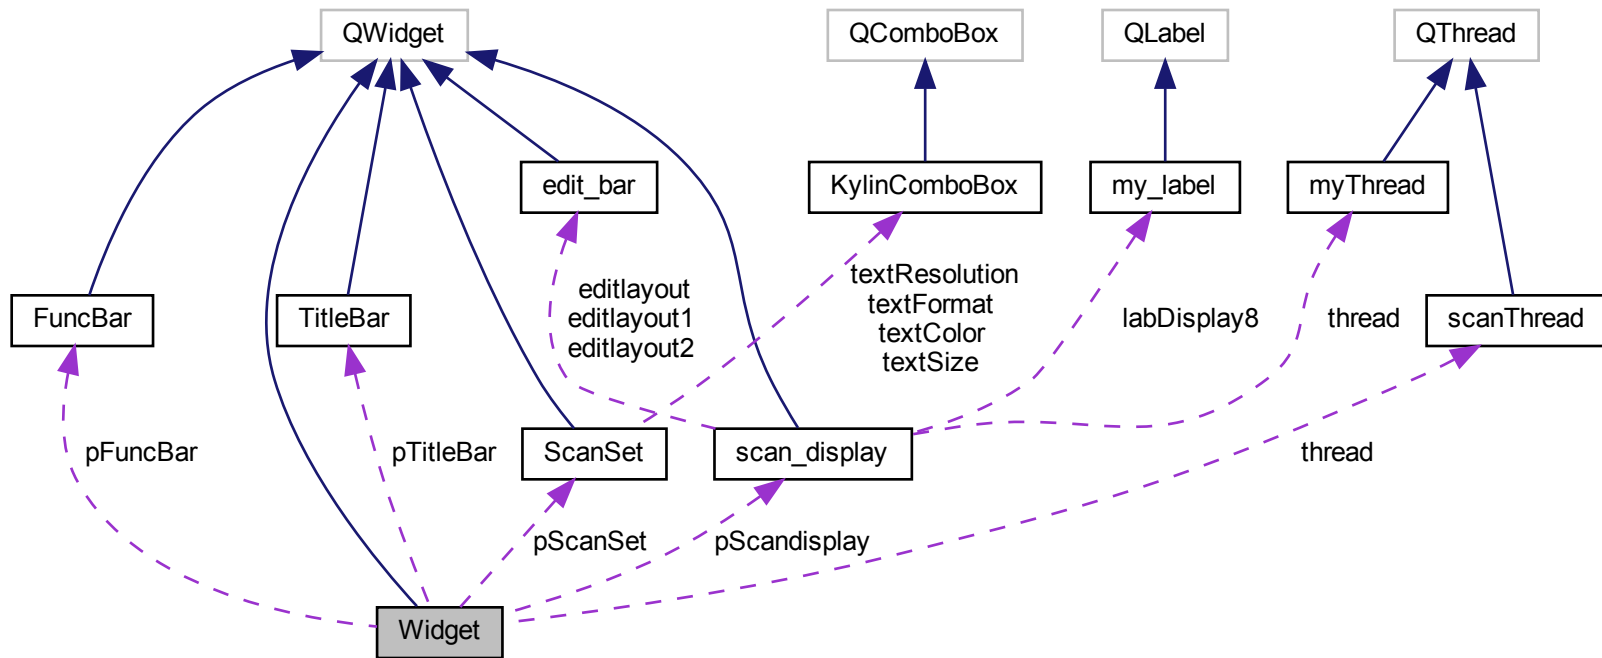 QWidget
QComboBox
QLabel
QThread
edit_bar
KylinComboBox
my_label
myThread
FuncBar
TitleBar
editlayout
editlayout1
editlayout2
textResolution
textFormat
textColor
textSize
labDisplay8
thread
scanThread
pFuncBar
pTitleBar
ScanSet
scan_display
thread
pScanSet
pScandisplay
Widget